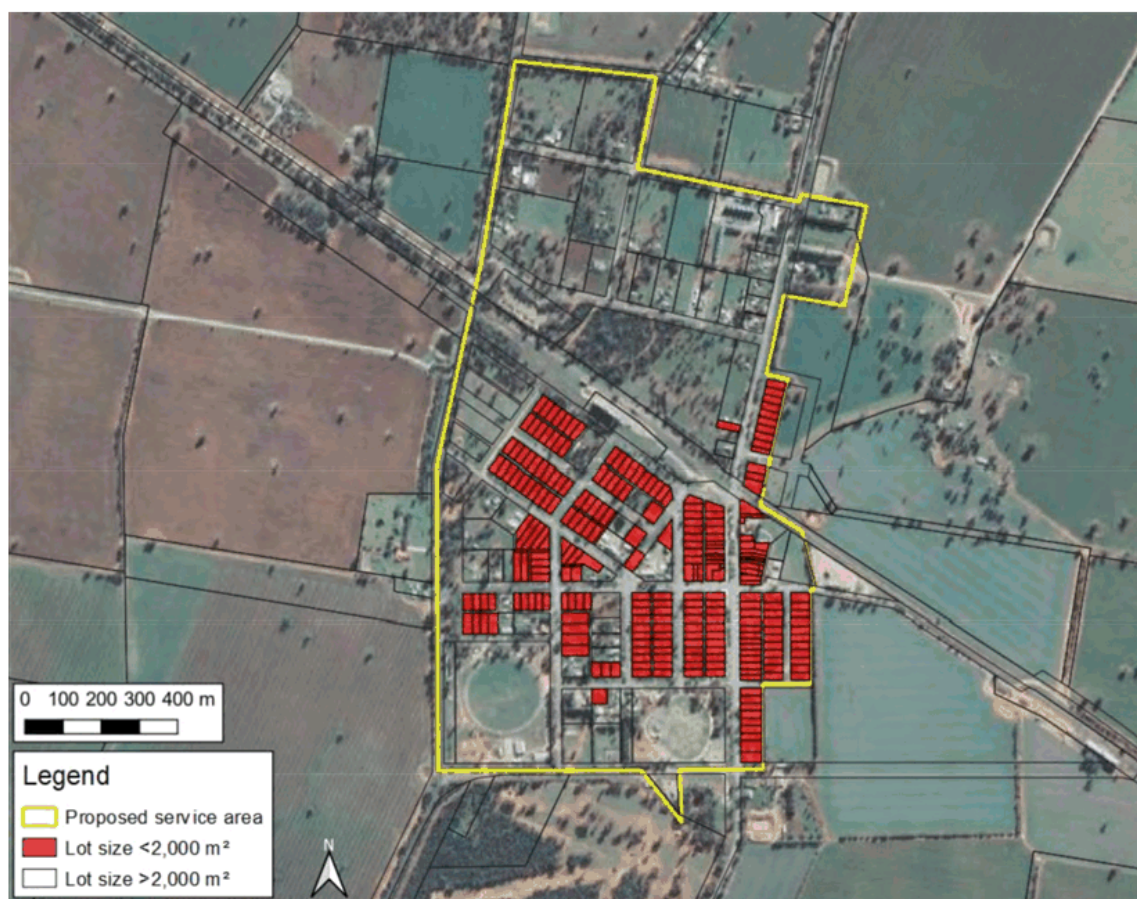 N
0 100 200 300 400 m
Legend
Proposed service area
Lot size <2,000 m²
Lot size >2,000 m²